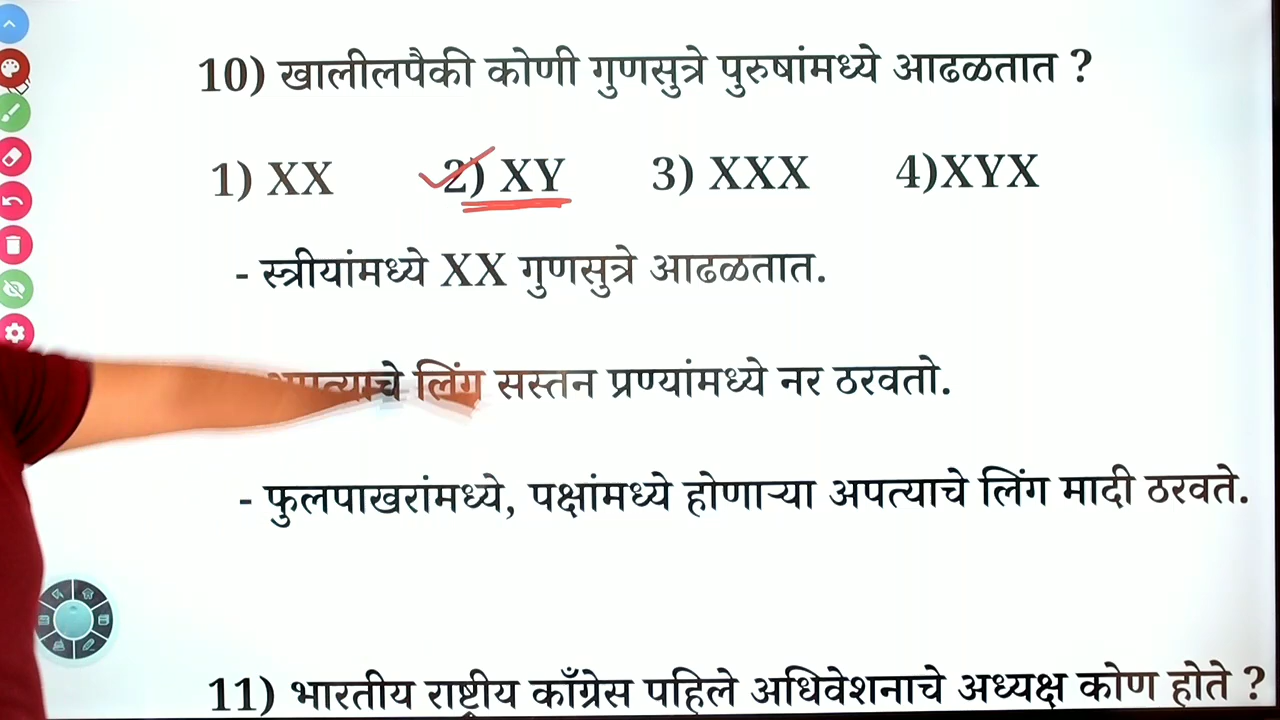 10) खालीलपैकी कोणी गुणसुत्रे पुरुषांमध्ये आढळतात ?
1) XX 2) XY 3) XXX 4)XYX
- स्त्रीयांमध्ये XX गुणसुत्रे आढळतात.
लिंग सस्तन प्रण्यांमध्ये नर ठरवतो.
- फुलपाखरांमध्ये, पक्षांमध्ये होणाऱ्या अपत्याचे लिंग मादी ठरवते.
11) भारतीय राष्ट्रीय काँग्रेस पहिले अधिवेशनाचे अध्यक्ष कोण होते ?